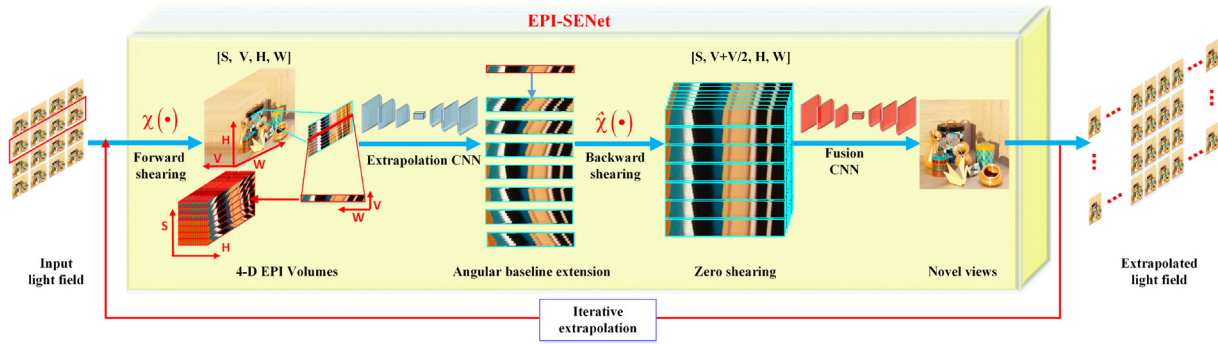 EPI-SENet
[S, V, H, W]
[S, V+V/2, H, W]
χ(•)
Forward
shearing
H
V
W
Extrapolation CNN
χ̂(•)
Backward
shearing
Fusion
CNN
V
W
S
H
Input
light field
4-D EPI Volumes
Angular baseline extension
Zero shearing
Novel views
Extrapolated
light field
Iterative
extrapolation